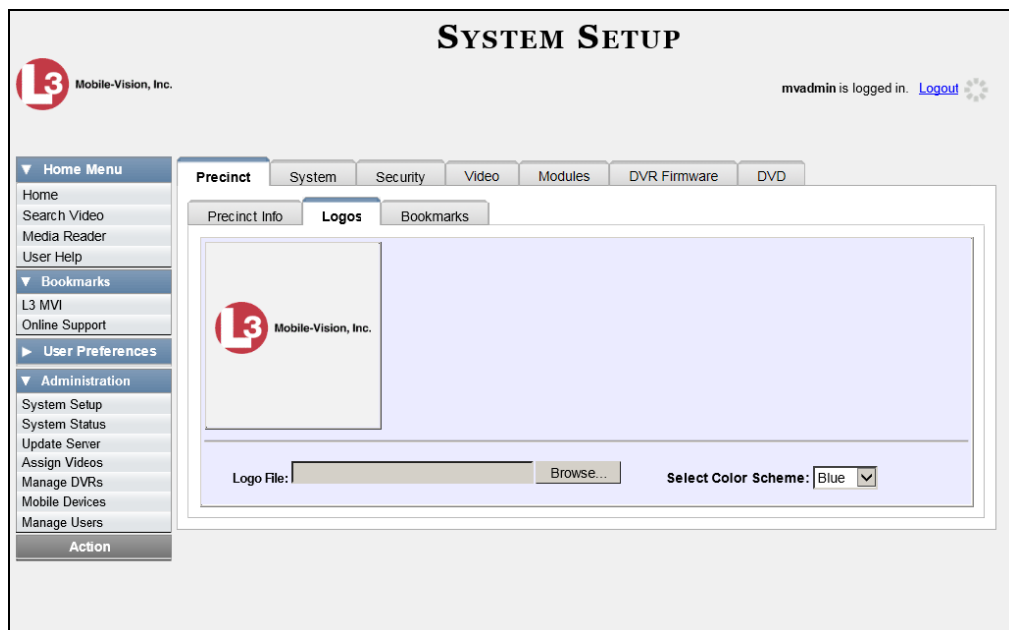 SYSTEM SETUP
L3 Mobile-Vision, Inc.
mvadmin is logged in. Logout
Home Menu
Home
Search Video
Media Reader
User Help
Bookmarks
L3 MVI
Online Support
User Preferences
Administration
System Setup
System Status
Update Server
Assign Videos
Manage DVRs
Mobile Devices
Manage Users
Action
Precinct System Security Video Modules DVR Firmware DVD
Precinct Info Logos Bookmarks
L3 Mobile-Vision, Inc.
Logo File: Browse... Select Color Scheme: Blue